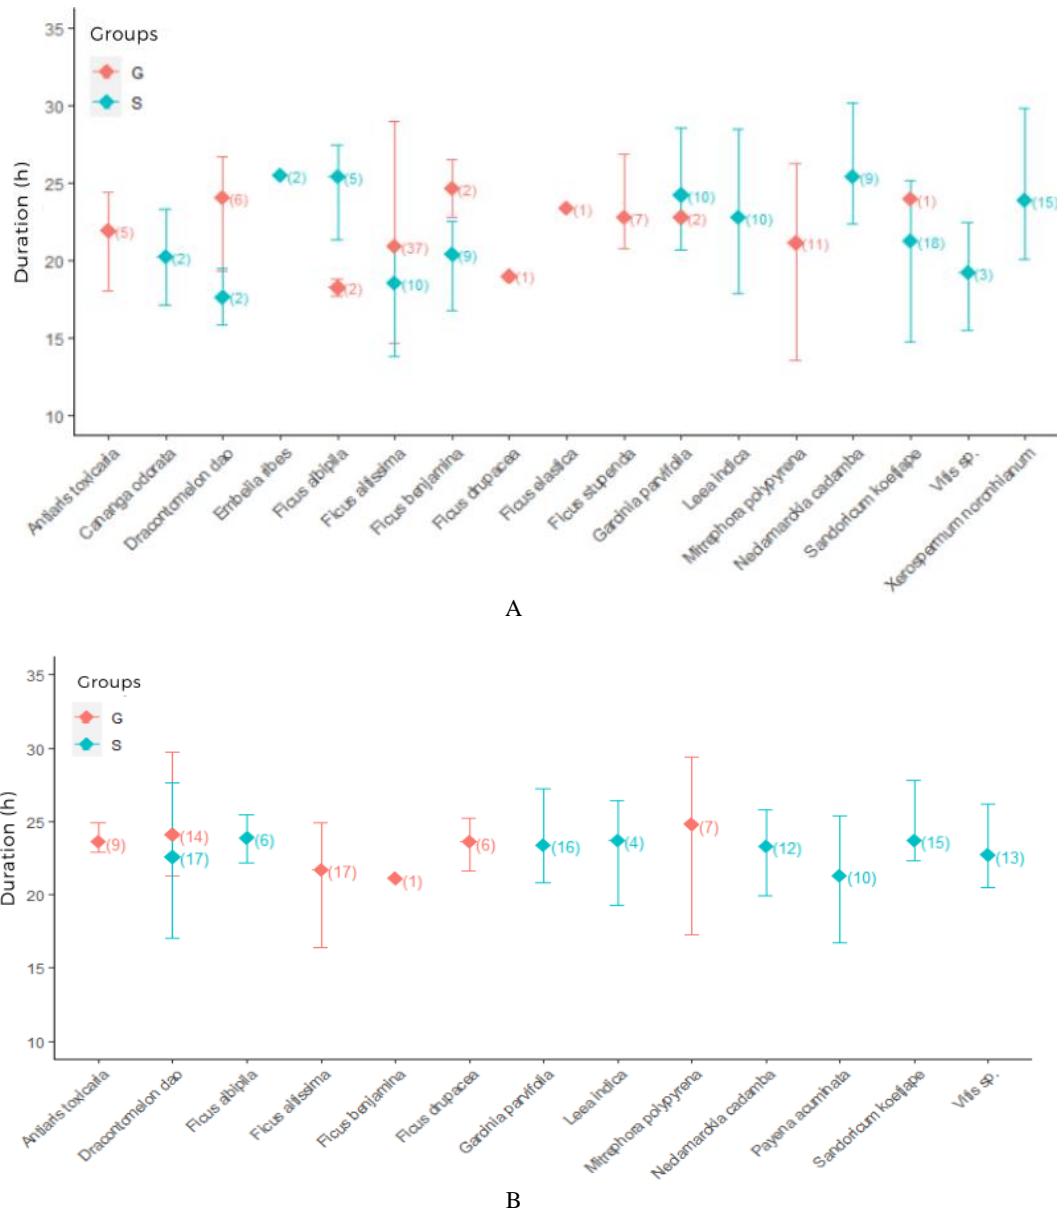 35
30
25
20
15
10
Duration (h)
Groups
G
S
(5)
(2)
(6)
(2)
(2)
(5)
(2)
(37)
(10)
(2)
(9)
(1)
(1)
(7)
(10)
(2)
(10)
(11)
(9)
(1)
(18)
(3)
(15)
Antiaris toxicaria
Cananga odorata
Dracontomelon dao
Embelia ribes
Ficus albipila
Ficus altissima
Ficus benjamina
Ficus drupacea
Ficus elastica
Ficus stupenda
Garcinia parvifolia
Leea indica
Mitrephora polypyrena
Neolamarckia cadamba
Sandoricum koetjape
Vitis sp.
Xerospermum noronhianum
A
35
30
25
20
15
10
Duration (h)
Groups
G
S
(9)
(14)
(17)
(6)
(17)
(1)
(6)
(16)
(4)
(7)
(12)
(10)
(15)
(13)
Antiaris toxicaria
Dracontomelon dao
Ficus albipila
Ficus altissima
Ficus benjamina
Ficus drupacea
Garcinia parvifolia
Leea indica
Mitrephora polypyrena
Neolamarckia cadamba
Payena acuminata
Sandoricum koetjape
Vitis sp.
B